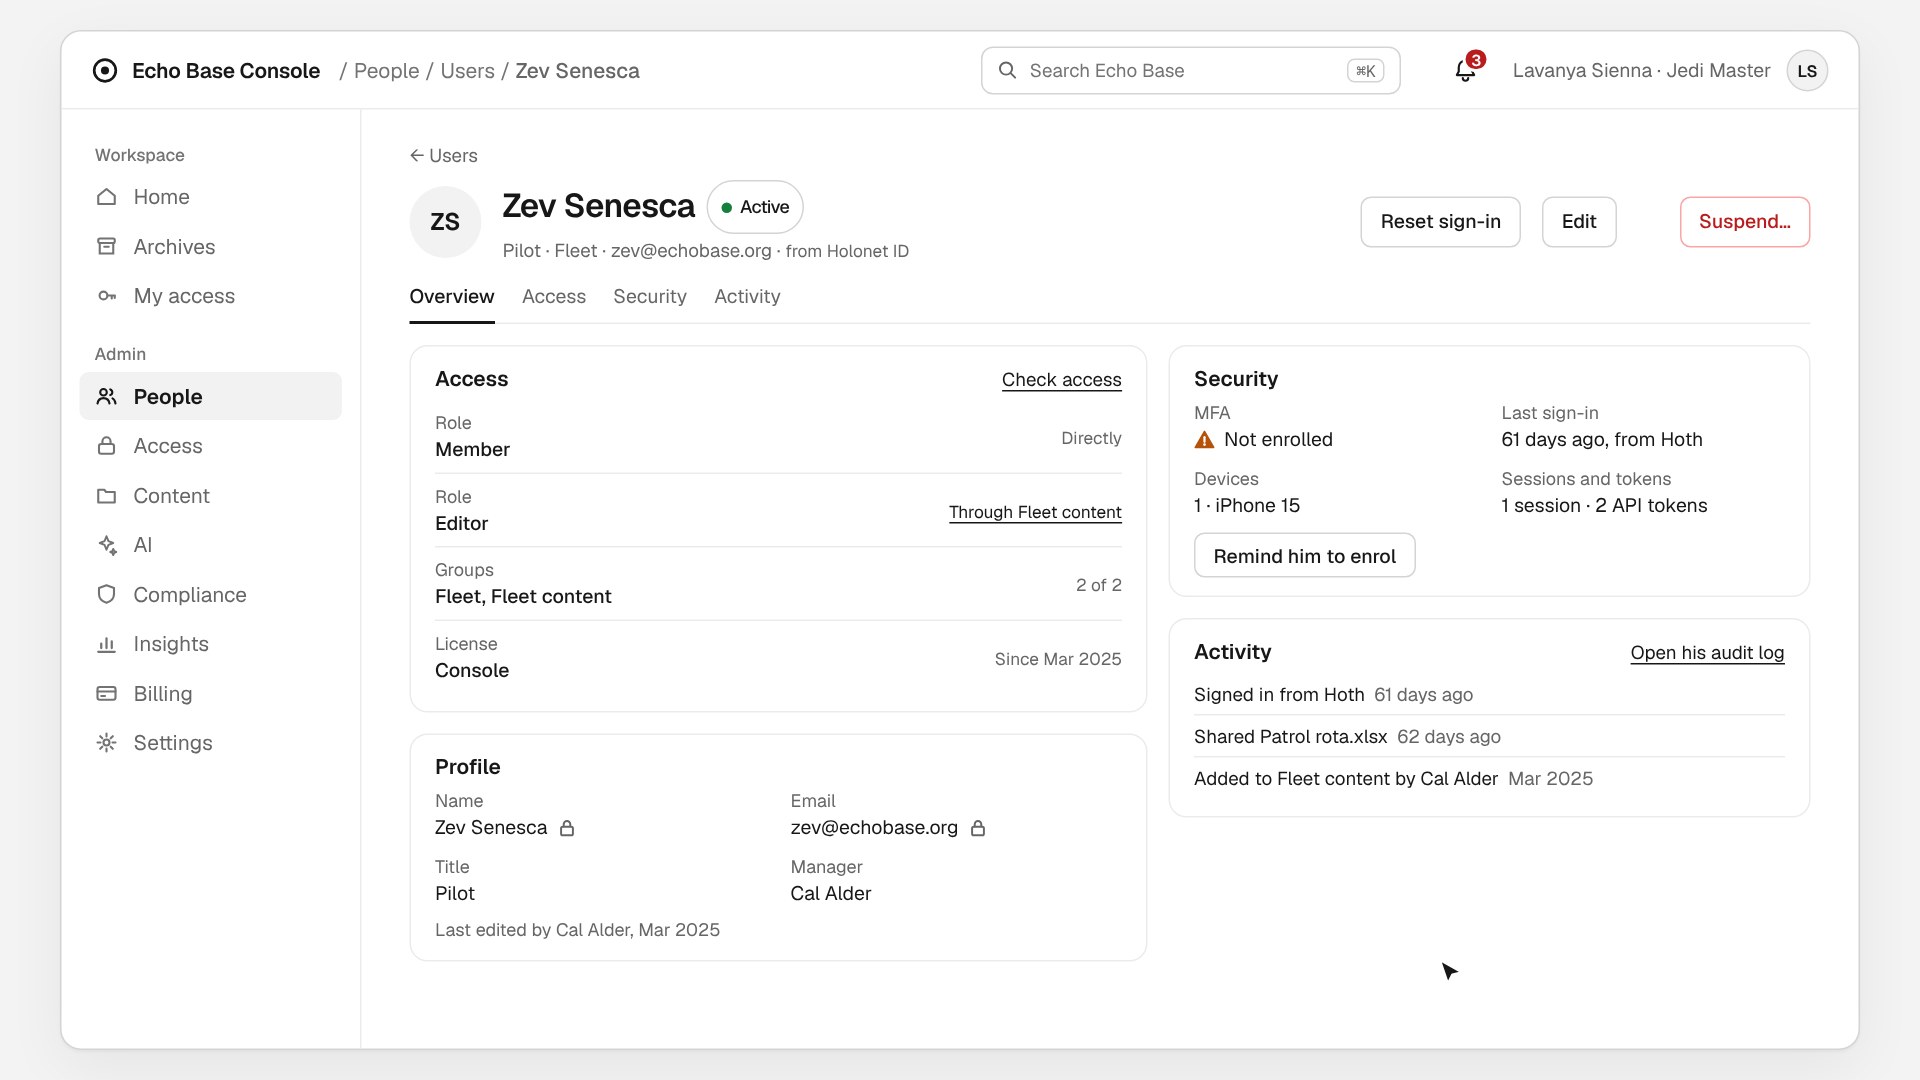 Echo Base Console / People / Users / Zev Senesca
Search Echo Base ⌘K
3
Lavanya Sienna · Jedi Master LS
Workspace
Home
Archives
My access
Admin
People
Access
Content
AI
Compliance
Insights
Billing
Settings
← Users
ZS
Zev Senesca Active
Pilot · Fleet · zev@echobase.org · from Holonet ID
Reset sign-in Edit Suspend…
Overview Access Security Activity
Access Check access
Role
Member Directly
Role
Editor Through Fleet content
Groups
Fleet, Fleet content 2 of 2
License
Console Since Mar 2025
Profile
Name Email
Zev Senesca zev@echobase.org
Title Manager
Pilot Cal Alder
Last edited by Cal Alder, Mar 2025
Security
MFA Last sign-in
Not enrolled 61 days ago, from Hoth
Devices Sessions and tokens
1 · iPhone 15 1 session · 2 API tokens
Remind him to enrol
Activity Open his audit log
Signed in from Hoth 61 days ago
Shared Patrol rota.xlsx 62 days ago
Added to Fleet content by Cal Alder Mar 2025